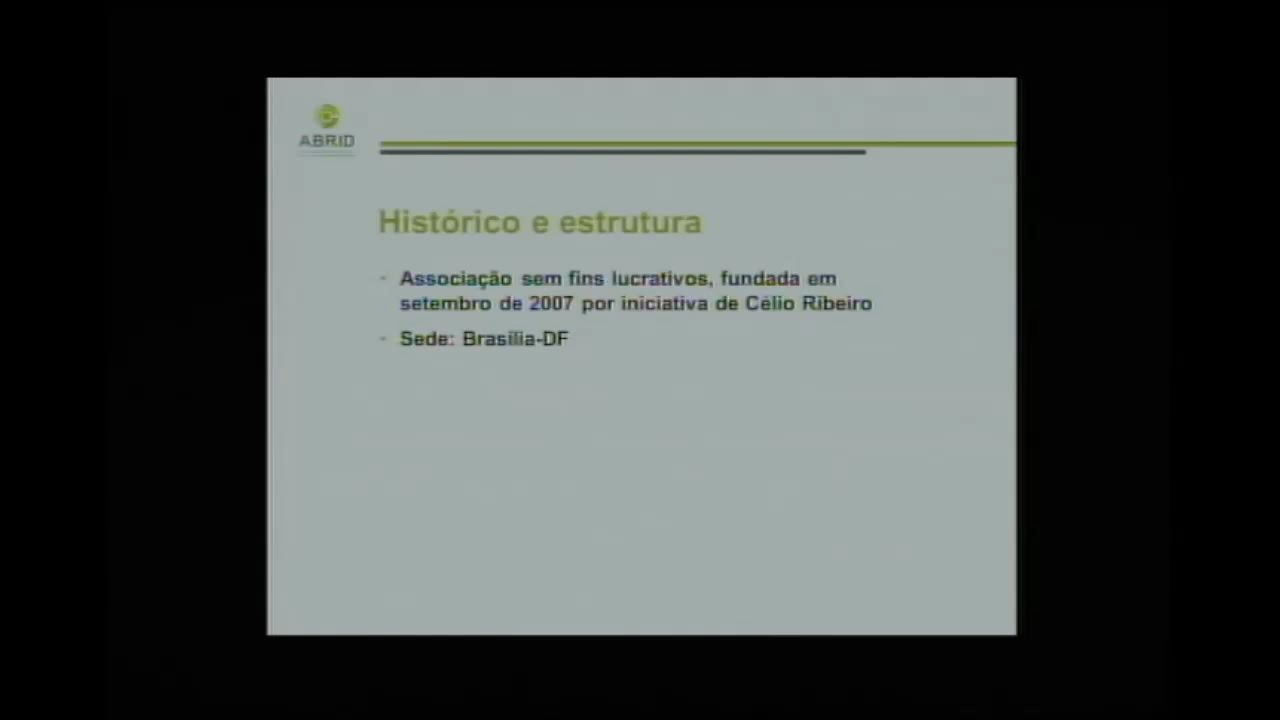 ABRID
Histórico e estrutura
- Associação sem fins lucrativos, fundada em
setembro de 2007 por iniciativa de Célio Ribeiro
- Sede: Brasília-DF